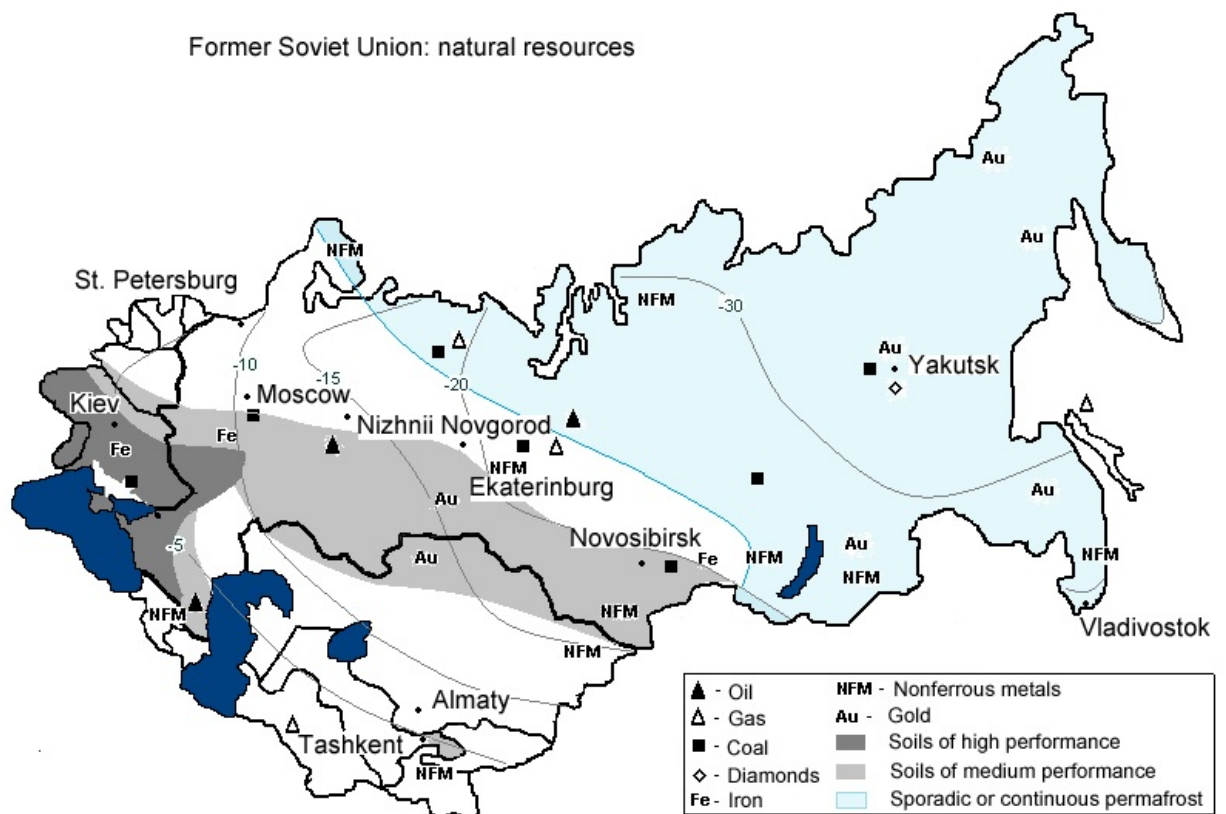 Former Soviet Union: natural resources
Au
Au
NFM
St. Petersburg
NFM
-30
-10
-15
-20
Au
Yakutsk
Moscow
Kiev
Nizhnii Novgorod
Fe
Fe
NFM
Ekaterinburg
Au
Au
-5
Novosibirsk
Fe
NFM
Au
NFM
NFM
Au
NFM
NFM
NFM
Vladivostok
NFM
Almaty
Tashkent
NFM
- Oil
- Gas
- Coal
- Diamonds
Fe - Iron
NFM - Nonferrous metals
Au - Gold
Soils of high performance
Soils of medium performance
Sporadic or continuous permafrost